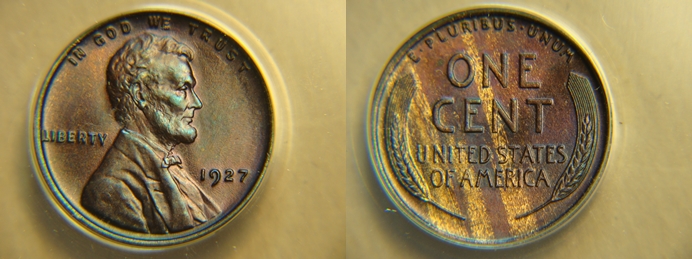 IN GOD WE TRUST
LIBERTY
1927
E·PLURIBUS·UNUM
ONE
CENT
UNITED STATES
OF AMERICA